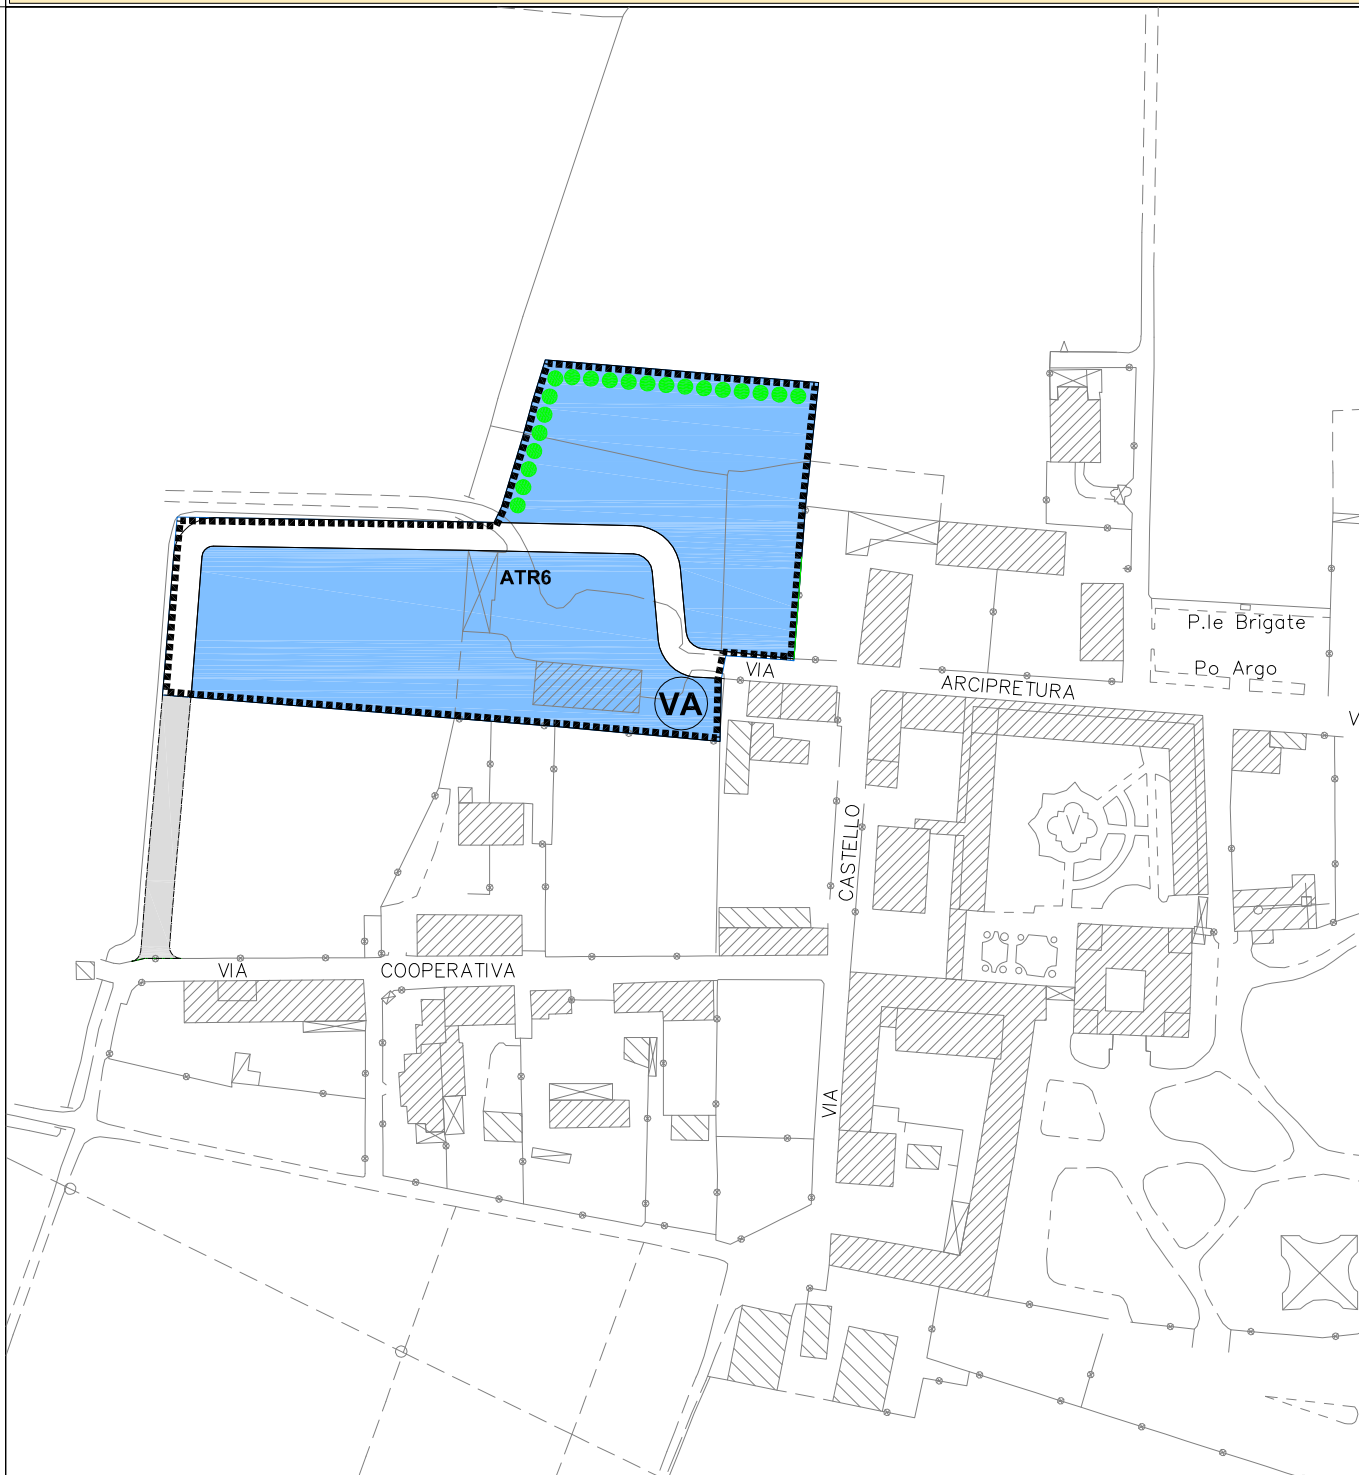 ATR6
P.le Brigate
Po Argo
VIA
ARCIPRETURA
VA
V
CASTELLO
V
VIA
COOPERATIVA
VIA